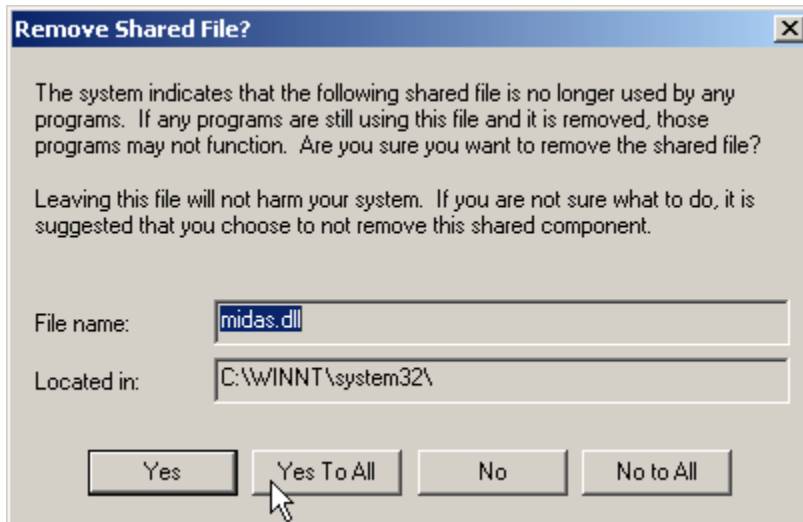 Remove Shared File?
The system indicates that the following shared file is no longer used by any
programs.  If any programs are still using this file and it is removed, those
programs may not function.  Are you sure you want to remove the shared file?
Leaving this file will not harm your system.  If you are not sure what to do, it is
suggested that you choose to not remove this shared component.
File name: midas.dll
Located in: C:\WINNT\system32\
Yes Yes To All No No to All